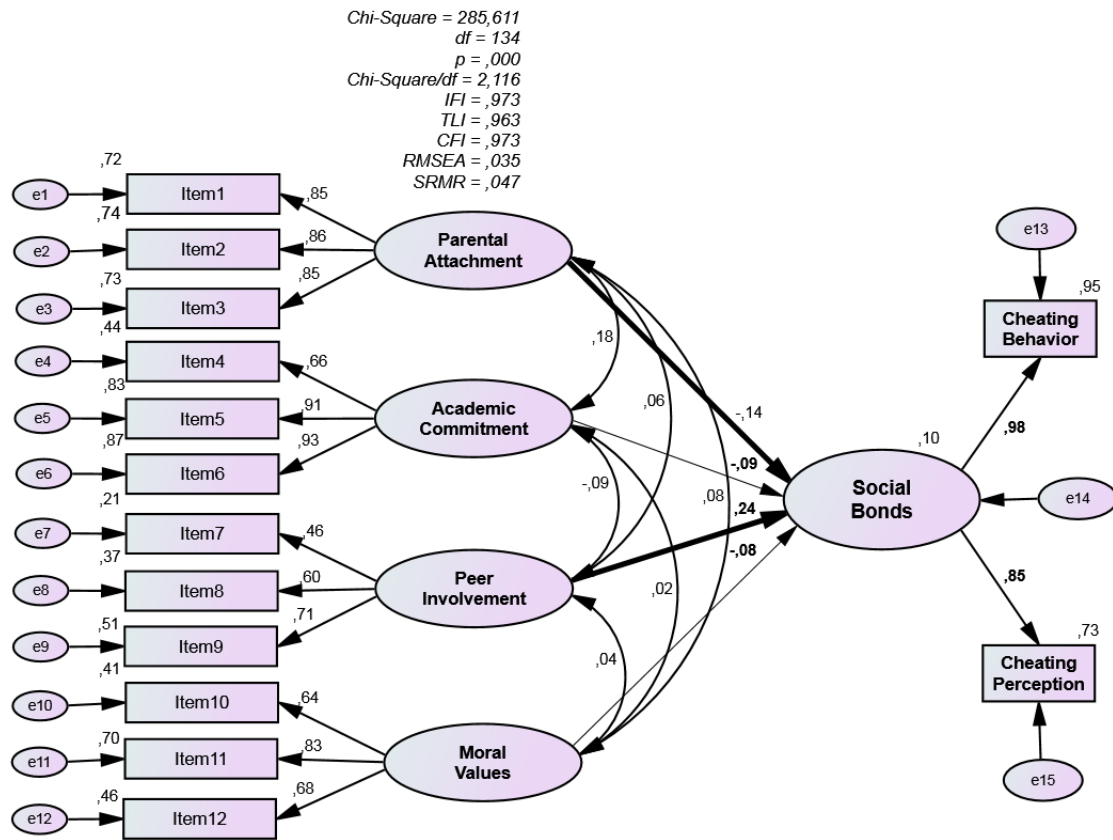 Chi-Square = 285,611
df = 134
p = ,000
Chi-Square/df = 2,116
IFI = ,973
TLI = ,963
CFI = ,973
RMSEA = ,035
SRMR = ,047
,72
e1
Item1
,85
,74
e2
Item2
,86
,73
e3
Item3
,85
Parental
Attachment
,44
e4
Item4
,66
,83
e5
Item5
,91
,87
e6
Item6
,93
Academic
Commitment
,21
e7
Item7
,46
,37
e8
Item8
,60
,51
e9
Item9
,71
Peer
Involvement
,41
e10
Item10
,64
,70
e11
Item11
,83
,46
e12
Item12
,68
Moral
Values
,18
,06
-,09
,08
,02
,04
-,14
-,09
,24
-,08
,10
Social
Bonds
e14
e13
,95
Cheating
Behavior
,98
,85
,73
Cheating
Perception
e15